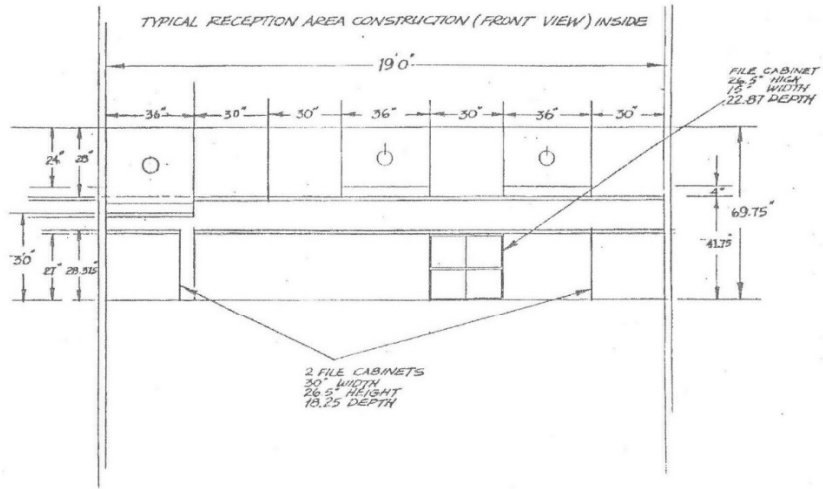 TYPICAL RECEPTION AREA CONSTRUCTION (FRONT VIEW) INSIDE
19'0"
FILE CABINET
26.5" HIGH
15" WIDTH
22.87 DEPTH
36" 30" 30" 36" 30" 36" 30"
24" 28"
4"
69.75"
41.75"
30" 27" 28.375"
2 FILE CABINETS
30" WIDTH
26.5" HEIGHT
18.25 DEPTH